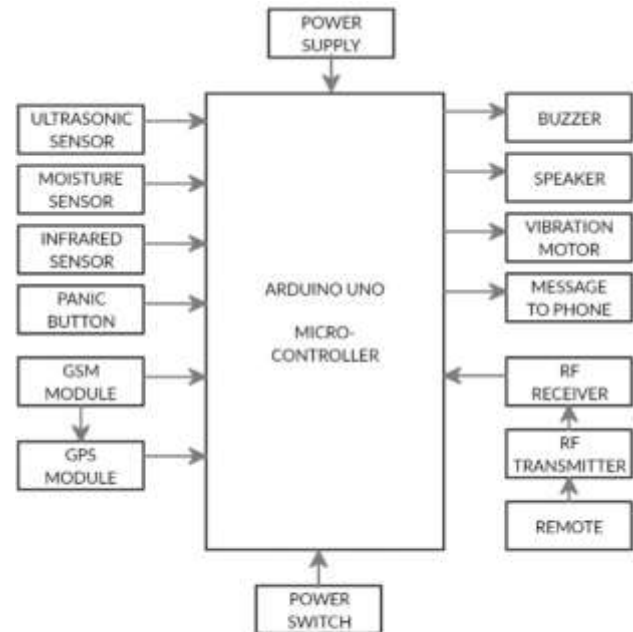 POWER
SUPPLY
ULTRASONIC
SENSOR
MOISTURE
SENSOR
INFRARED
SENSOR
PANIC
BUTTON
GSM
MODULE
GPS
MODULE
ARDUINO UNO
MICRO-
CONTROLLER
BUZZER
SPEAKER
VIBRATION
MOTOR
MESSAGE
TO PHONE
RF
RECEIVER
RF
TRANSMITTER
REMOTE
POWER
SWITCH